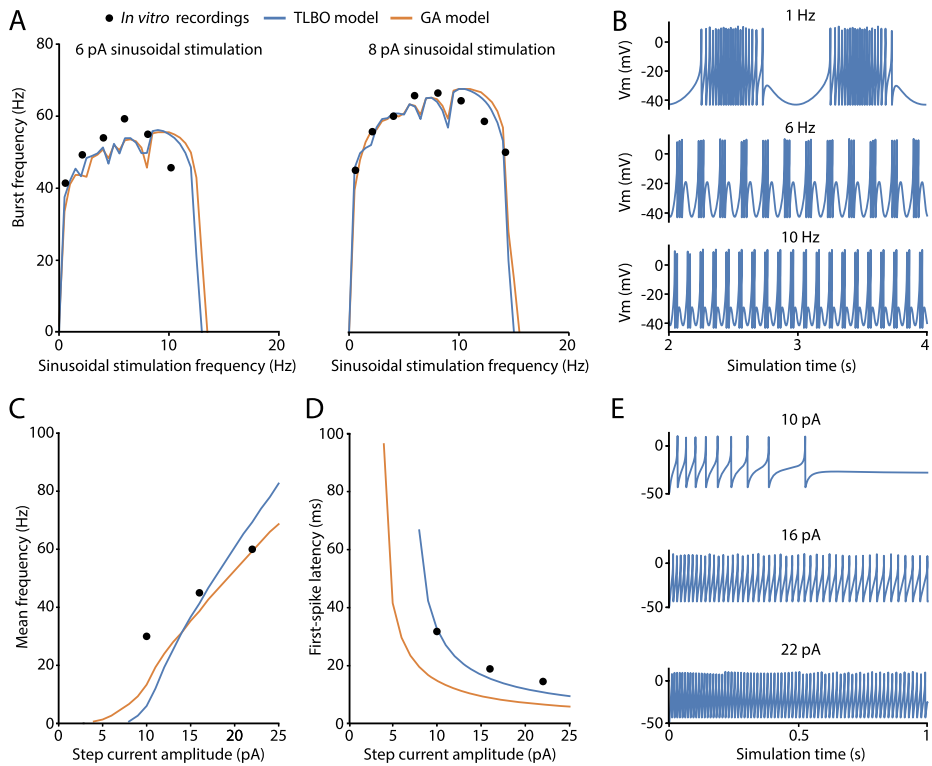 A
In vitro recordings TLBO model GA model
6 pA sinusoidal stimulation
8 pA sinusoidal stimulation
Burst frequency (Hz)
80
60
40
20
0
0 10 20
Sinusoidal stimulation frequency (Hz)
0 10 20
Sinusoidal stimulation frequency (Hz)
B
1 Hz
Vm (mV)
0
-20
-40
6 Hz
Vm (mV)
0
-20
-40
10 Hz
Vm (mV)
0
-20
-40
2 3 4
Simulation time (s)
C
Mean frequency (Hz)
100
80
60
40
20
0
0 5 10 15 20 25
Step current amplitude (pA)
D
First-spike latency (ms)
100
80
60
40
20
0
0 5 10 15 20 25
Step current amplitude (pA)
E
10 pA
0
-50
16 pA
0
-50
22 pA
0
-50
0 0.5 1
Simulation time (s)